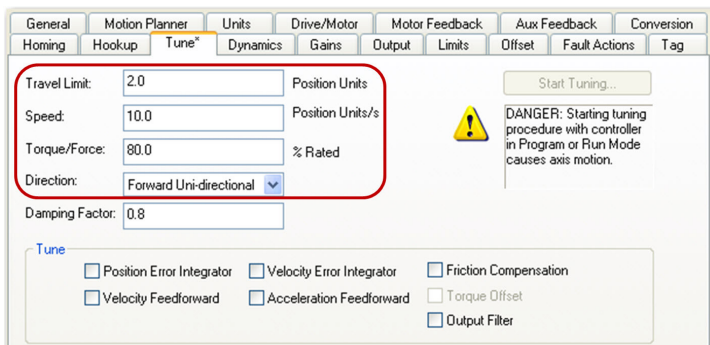 General Motion Planner Units Drive/Motor Motor Feedback Aux Feedback Conversion
Homing Hookup Tune* Dynamics Gains Output Limits Offset Fault Actions Tag
Travel Limit: 2.0 Position Units Start Tuning...
Speed: 10.0 Position Units/s
Torque/Force: 80.0 % Rated
Direction: Forward Uni-directional
Damping Factor: 0.8
DANGER: Starting tuning
procedure with controller
in Program or Run Mode
causes axis motion.
Tune
Position Error Integrator Velocity Error Integrator Friction Compensation
Velocity Feedforward Acceleration Feedforward Torque Offset
Output Filter